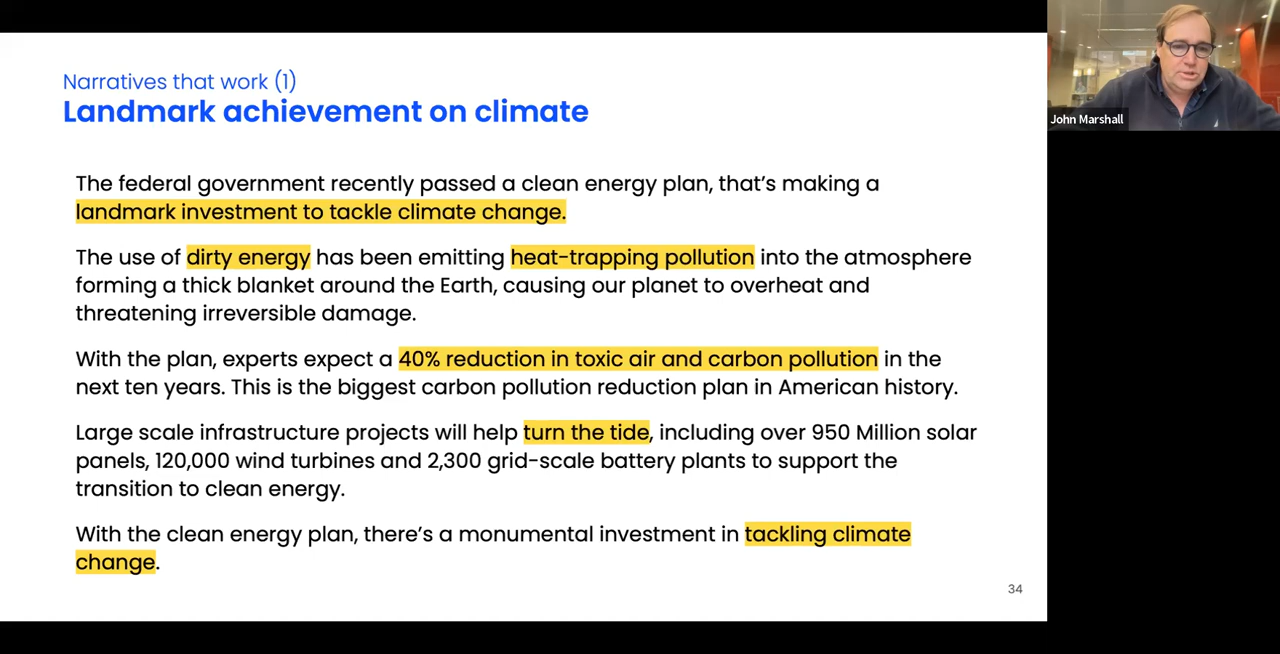 Narratives that work (1)
Landmark achievement on climate
The federal government recently passed a clean energy plan, that’s making a
landmark investment to tackle climate change.
The use of dirty energy has been emitting heat-trapping pollution into the atmosphere
forming a thick blanket around the Earth, causing our planet to overheat and
threatening irreversible damage.
With the plan, experts expect a 40% reduction in toxic air and carbon pollution in the
next ten years. This is the biggest carbon pollution reduction plan in American history.
Large scale infrastructure projects will help turn the tide, including over 950 Million solar
panels, 120,000 wind turbines and 2,300 grid-scale battery plants to support the
transition to clean energy.
With the clean energy plan, there’s a monumental investment in tackling climate
change.
34
John Marshall